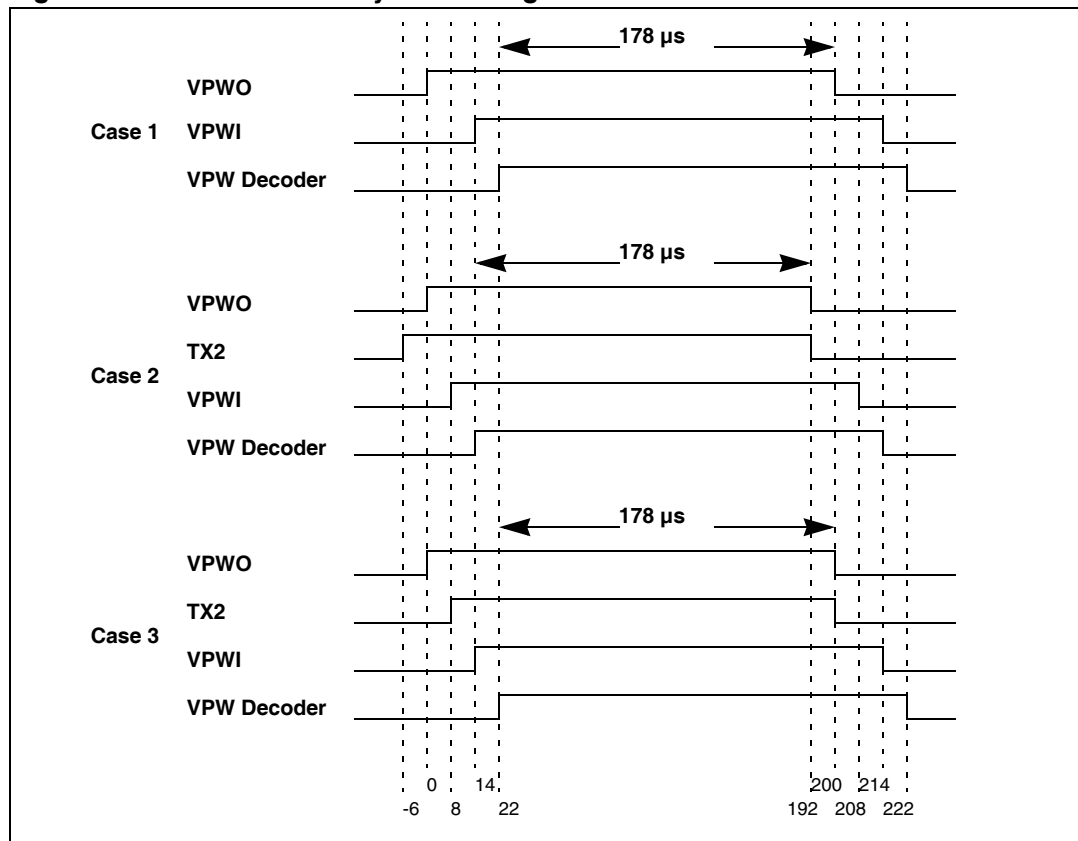 178 µs
VPWO
Case 1 VPWI
VPW Decoder
178 µs
VPWO
TX2
Case 2
VPWI
VPW Decoder
178 µs
VPWO
TX2
Case 3
VPWI
VPW Decoder
0 14 200 214
-6 8 22 192 208 222